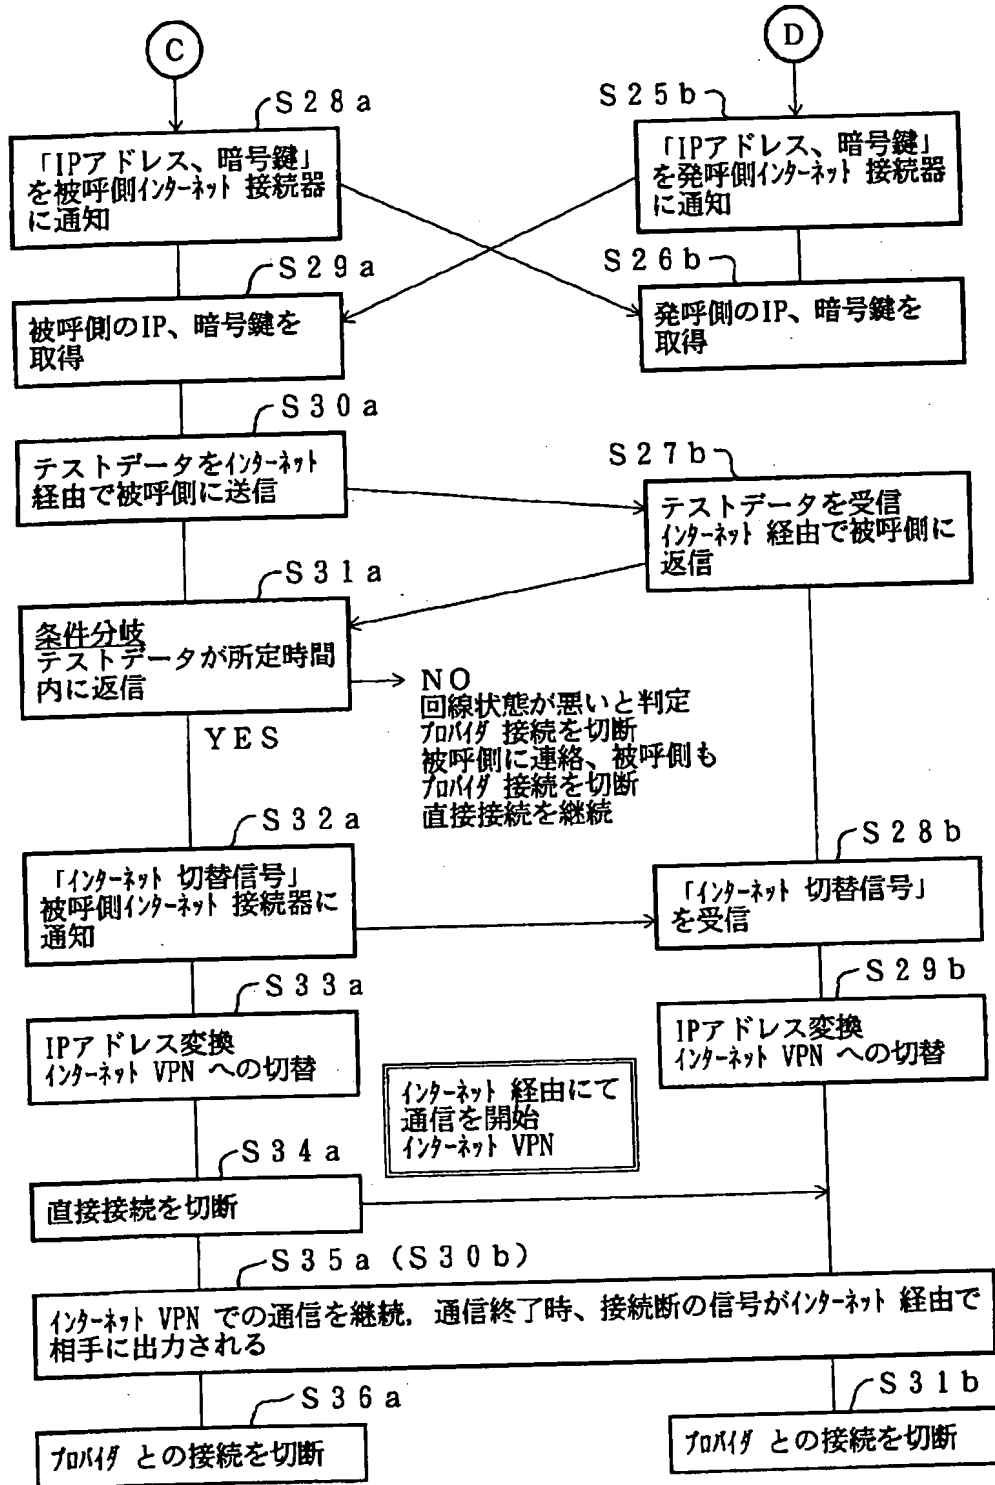 C
D
S28a
S25b
「IPアドレス、暗号鍵」
を被呼側インターネット 接続器
に通知
「IPアドレス、暗号鍵」
を発呼側インターネット 接続器
に通知
S29a
S26b
被呼側のIP、暗号鍵を
取得
発呼側のIP、暗号鍵を
取得
S30a
S27b
テストデータをインターネット
経由で被呼側に送信
テストデータを受信
インターネット 経由で被呼側に
返信
S31a
条件分岐
テストデータが所定時間
内に返信
NO
回線状態が悪いと判定
プロバイダ 接続を切断
被呼側に連絡、被呼側も
プロバイダ 接続を切断
直接接続を継続
YES
S32a
S28b
「インターネット 切替信号」
被呼側インターネット 接続器に
通知
「インターネット 切替信号」
を受信
S33a
S29b
IPアドレス変換
インターネット VPN への切替
IPアドレス変換
インターネット VPN への切替
インターネット 経由にて
通信を開始
インターネット VPN
S34a
直接接続を切断
S35a (S30b)
インターネット VPN での通信を継続, 通信終了時、接続断の信号がインターネット 経由で
相手に出力される
S36a
S31b
プロバイダ との接続を切断
プロバイダ との接続を切断